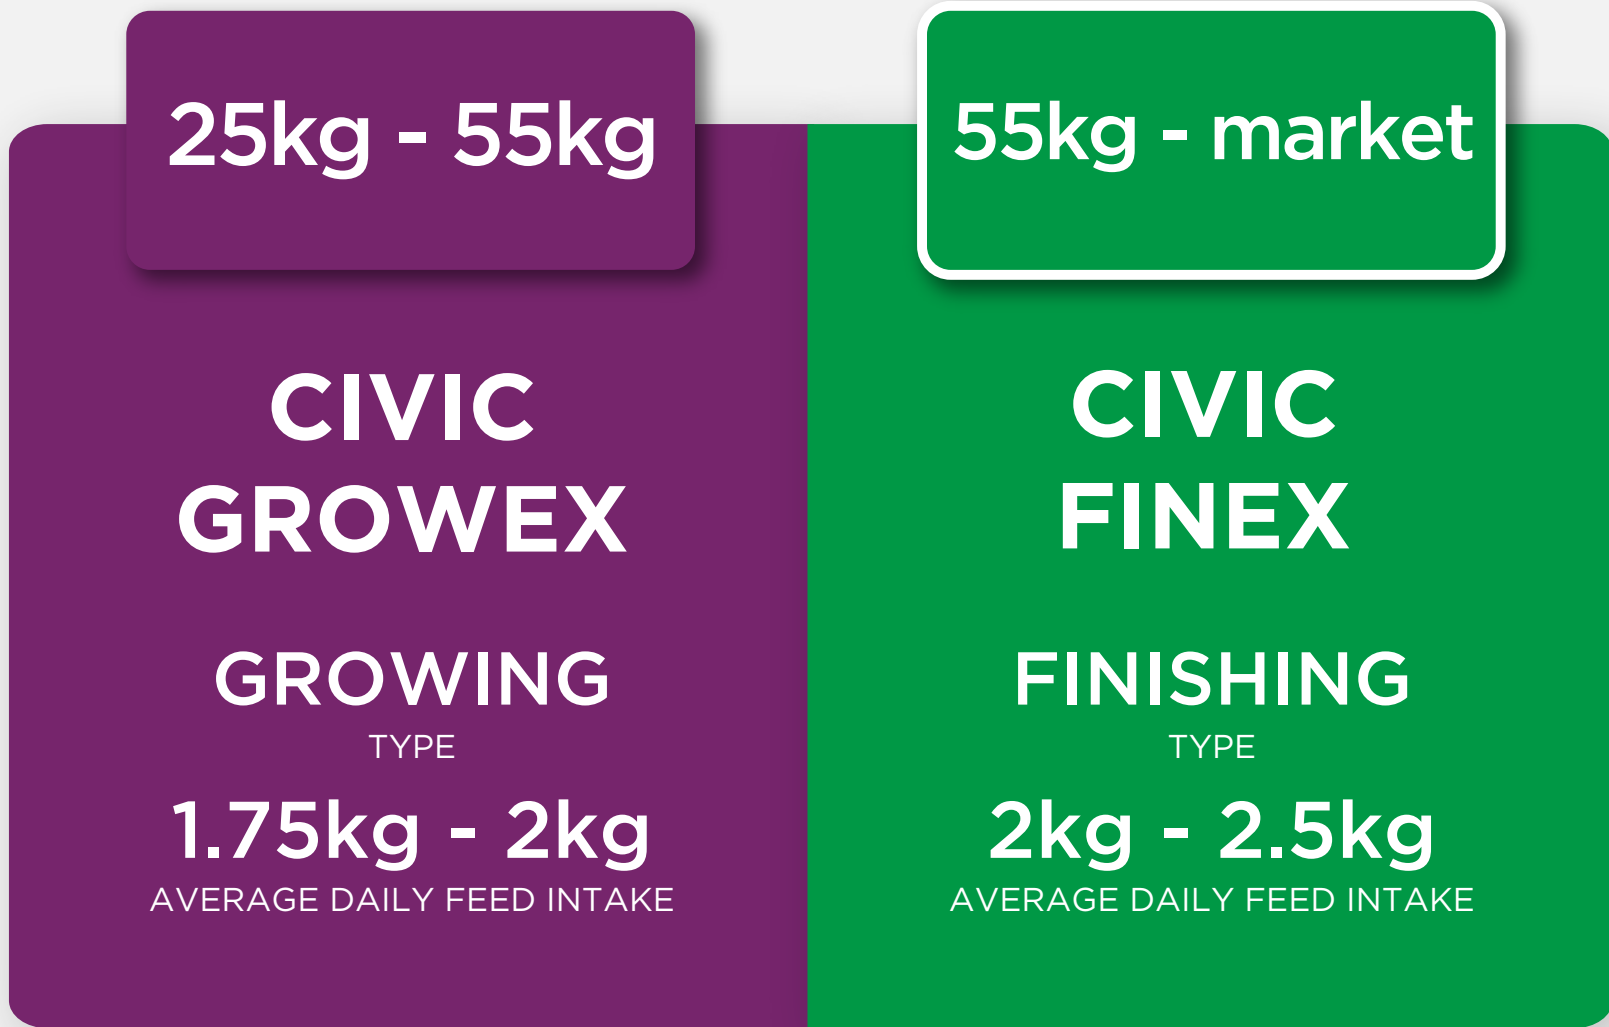 25kg - 55kg
CIVIC
GROWEX
GROWING
TYPE
1.75kg - 2kg
AVERAGE DAILY FEED INTAKE
55kg - market
CIVIC
FINEX
FINISHING
TYPE
2kg - 2.5kg
AVERAGE DAILY FEED INTAKE